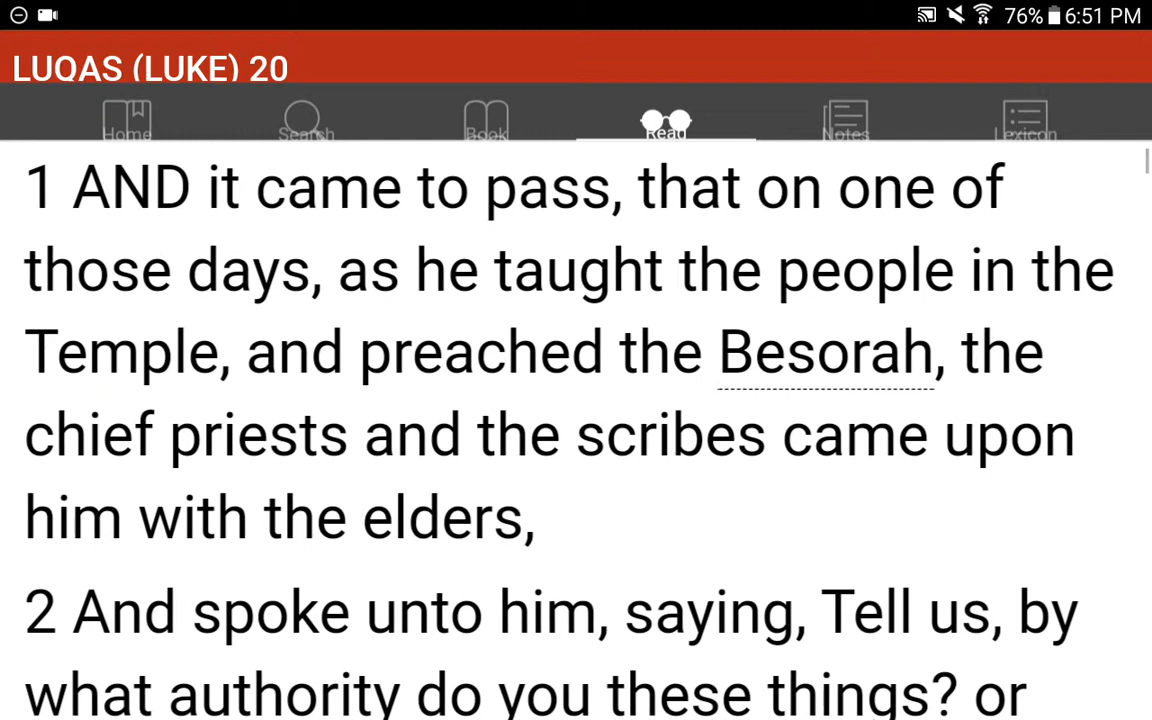 76% 6:51 PM
LUQAS (LUKE) 20
Home Search Book Read Notes Lexicon
1 AND it came to pass, that on one of
those days, as he taught the people in the
Temple, and preached the Besorah, the
chief priests and the scribes came upon
him with the elders,
2 And spoke unto him, saying, Tell us, by
what authority do you these things? or